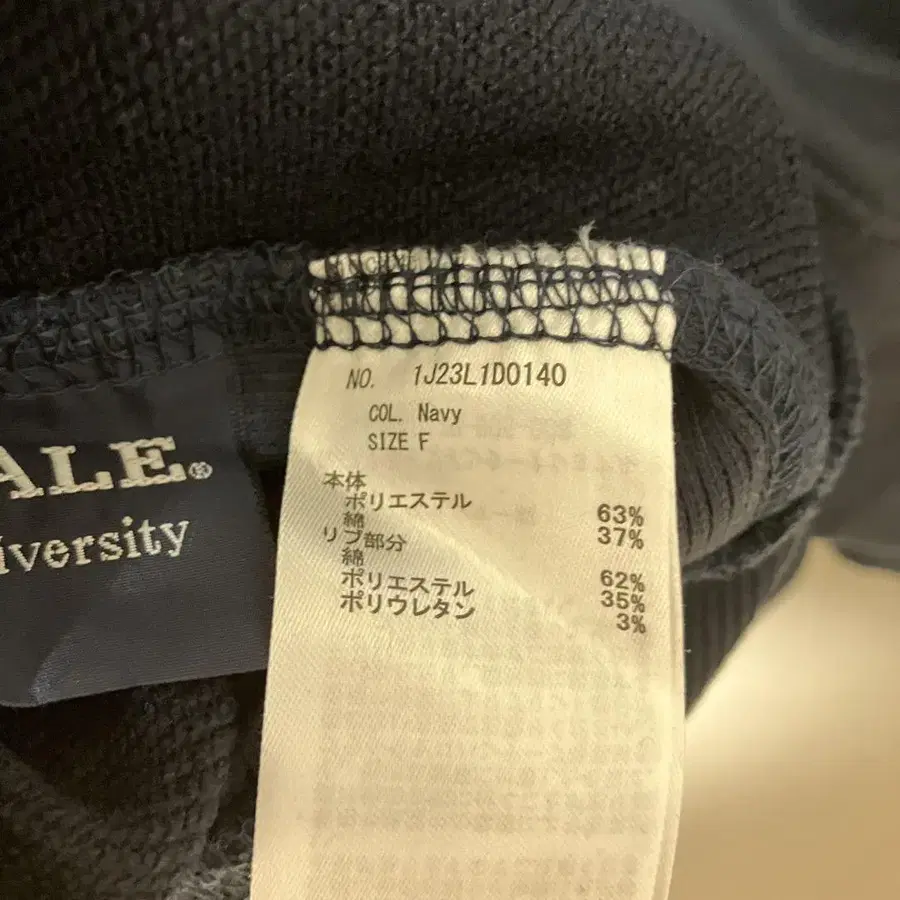 ALE®
iversity
NO. 1J23L1D0140
COL. Navy
SIZE F
本体
ポリエステル 63%
綿 37%
リブ部分
綿 62%
ポリエステル 35%
ポリウレタン 3%